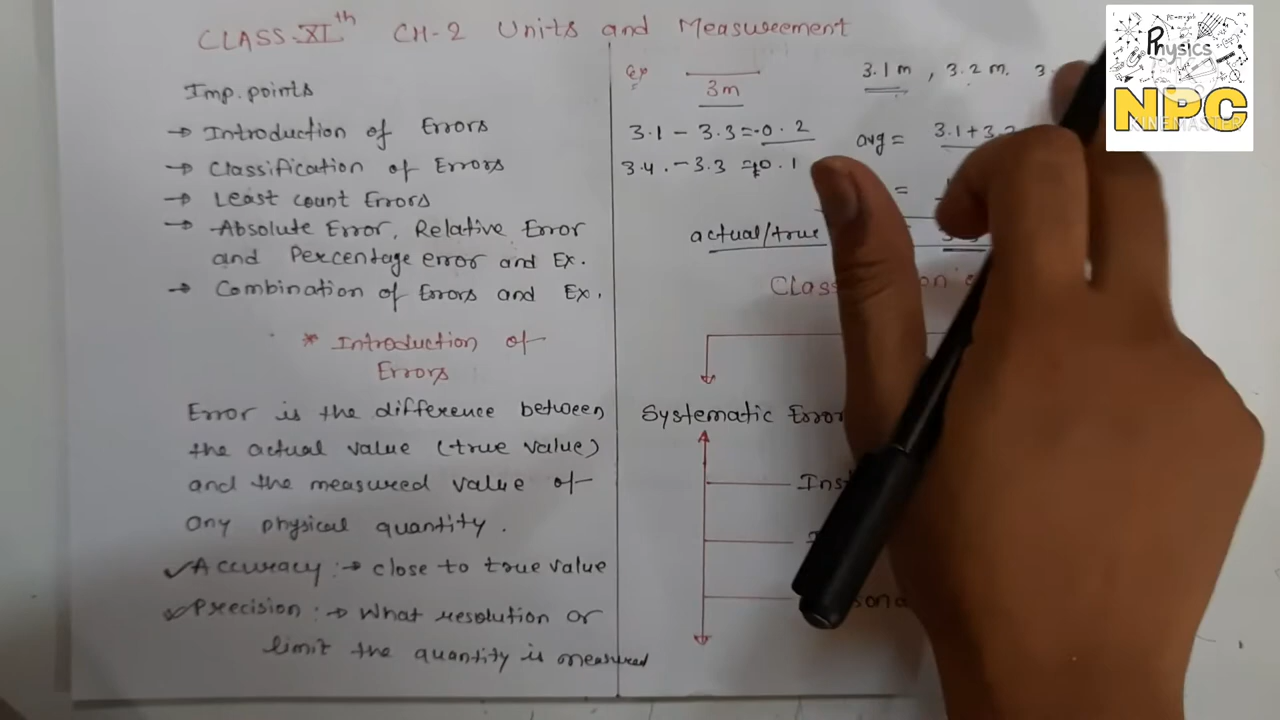 CLASS-XIth CH-2 Units and Measurement
Imp. points
→ Introduction of Errors
→ Classification of Errors
→ Least count Errors
→ Absolute Error, Relative Error
and Percentage error and Ex.
→ Combination of Errors and Ex.
* Introduction of
Errors
Error is the difference between
the actual value (true value)
and the measured value of
any physical quantity.
✓Accuracy :→ close to true value
✓Precision :→ What resolution or
limit the quantity is measured
Ex
3m
3.1 m , 3.2 m.
3.1 - 3.3 = -0.2
3.4 - 3.3 = +0.1
avg = 3.1+3.2
=
actual/true
Systematic Error
Physics
NPC